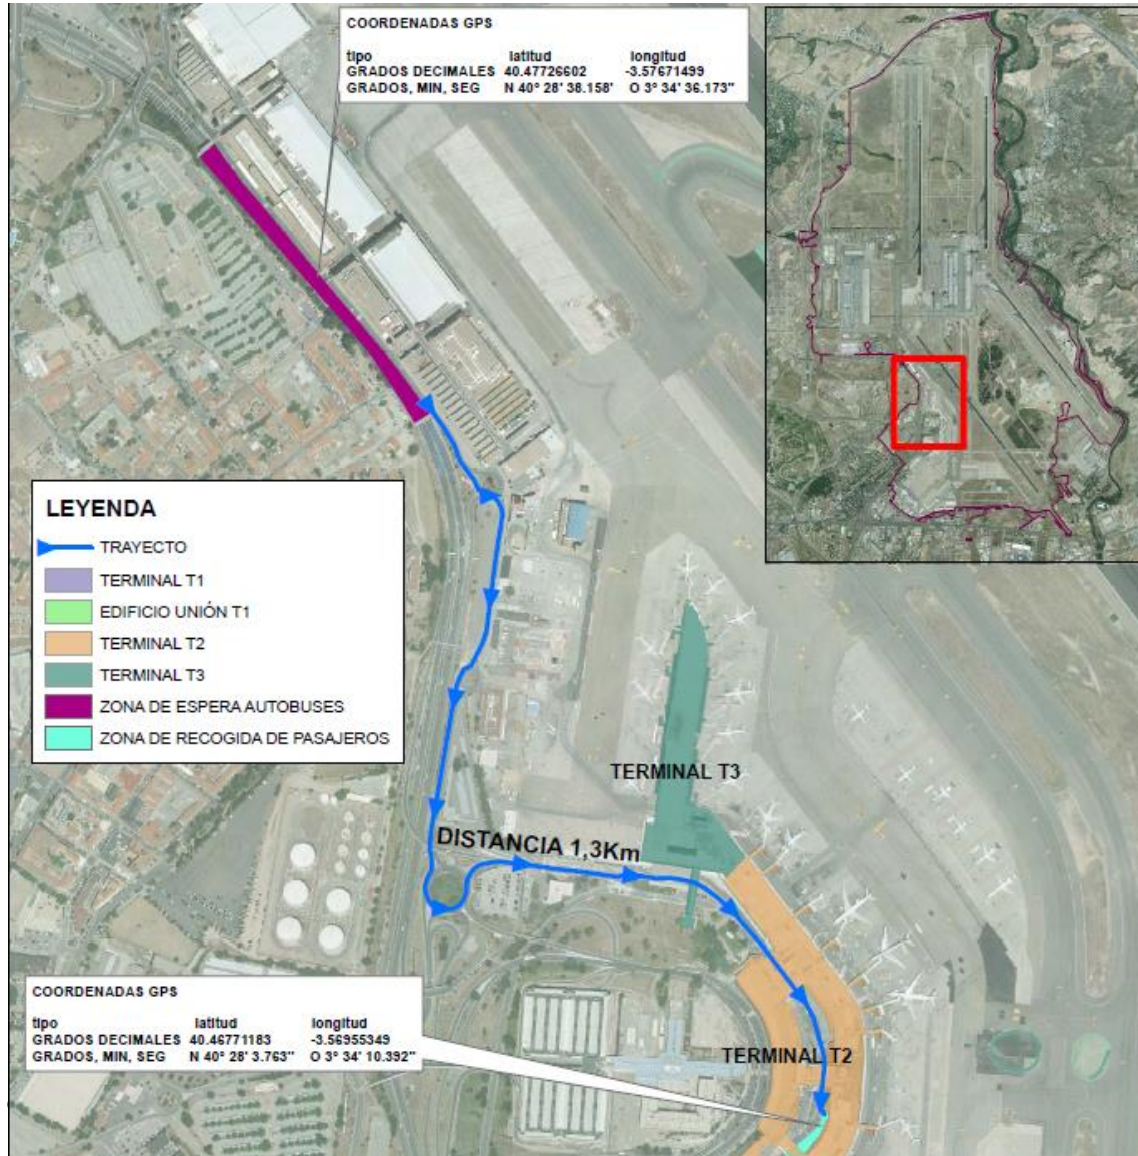 COORDENADAS GPS
tipo latitud longitud
GRADOS DECIMALES 40.47726602 -3.57671499
GRADOS, MIN, SEG N 40° 28' 38.158' O 3° 34' 36.173"
LEYENDA
TRAYECTO
TERMINAL T1
EDIFICIO UNIÓN T1
TERMINAL T2
TERMINAL T3
ZONA DE ESPERA AUTOBUSES
ZONA DE RECOGIDA DE PASAJEROS
TERMINAL T3
DISTANCIA 1,3Km
COORDENADAS GPS
tipo latitud longitud
GRADOS DECIMALES 40.46771183 -3.56955349
GRADOS, MIN, SEG N 40° 28' 3.763" O 3° 34' 10.392"
TERMINAL T2